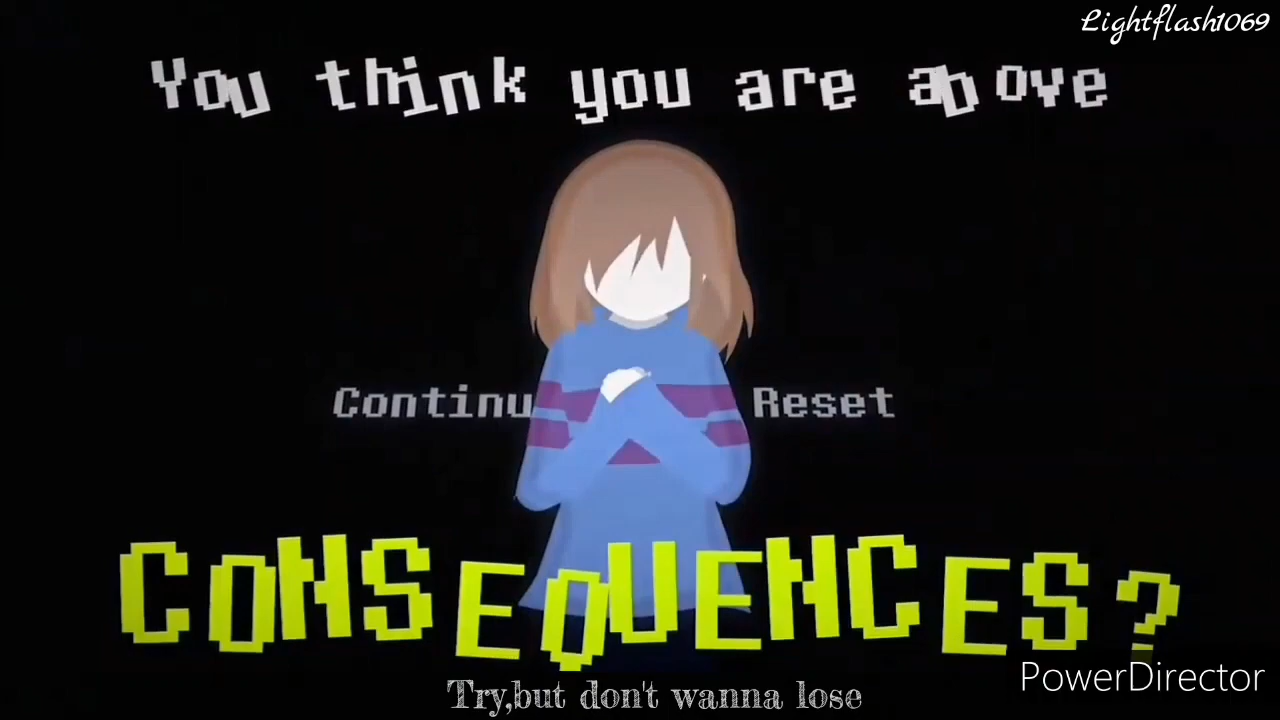 Lightflash1069
You think you are above
Continu Reset
CONSEQUENCES?
PowerDirector
Try,but don't wanna lose